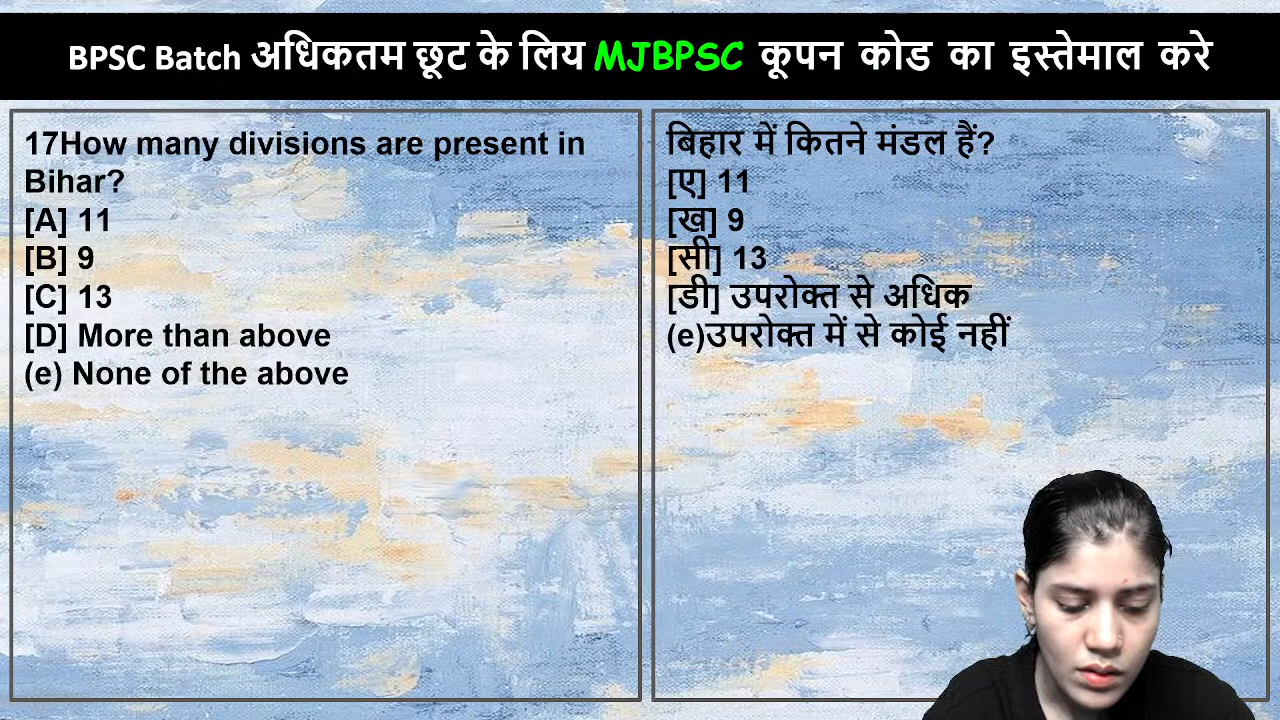 BPSC Batch अधिकतम छूट के लिय MJBPSC कूपन कोड का इस्तेमाल करे
17How many divisions are present in
Bihar?
[A] 11
[B] 9
[C] 13
[D] More than above
(e) None of the above
बिहार में कितने मंडल हैं?
[ए] 11
[ख] 9
[सी] 13
[डी] उपरोक्त से अधिक
(e)उपरोक्त में से कोई नहीं